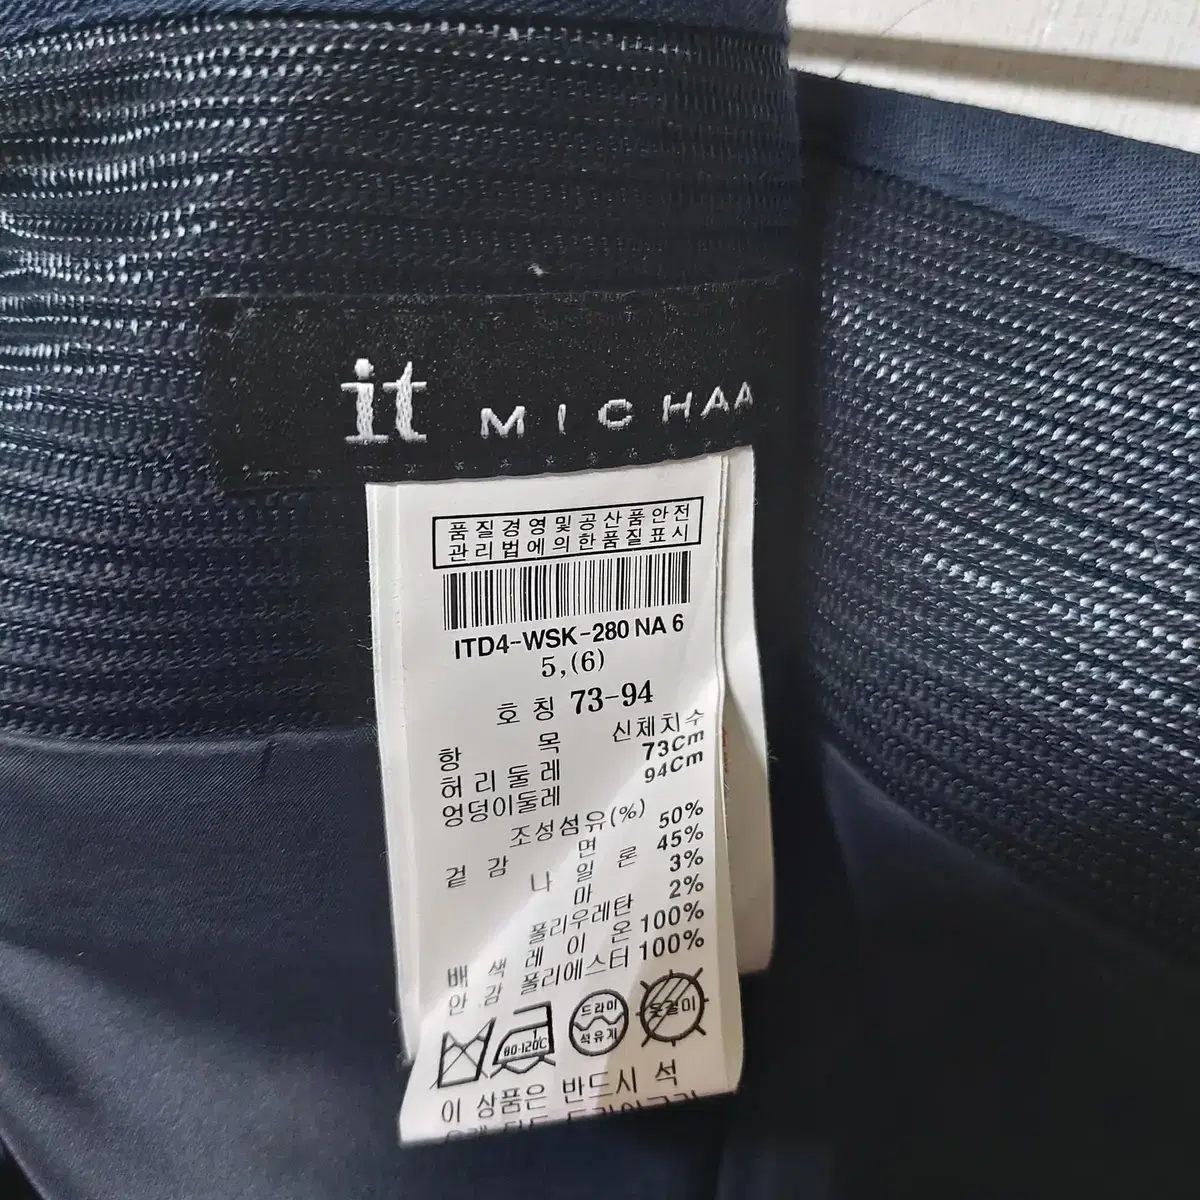 it MICHAA
품질경영및공산품안전
관리법에의한품질표시
ITD4-WSK-280 NA 6
5,(6)
호칭 73-94
항 목 신체치수
허리둘레 73Cm
엉덩이둘레 94Cm
조성섬유(%)
겉감 면 50%
나일론 45%
마 3%
폴리우레탄 2%
배색 레이온 100%
안감 폴리에스터 100%
80-120℃
드라이
석유계
옷걸이
이 상품은 반드시 석